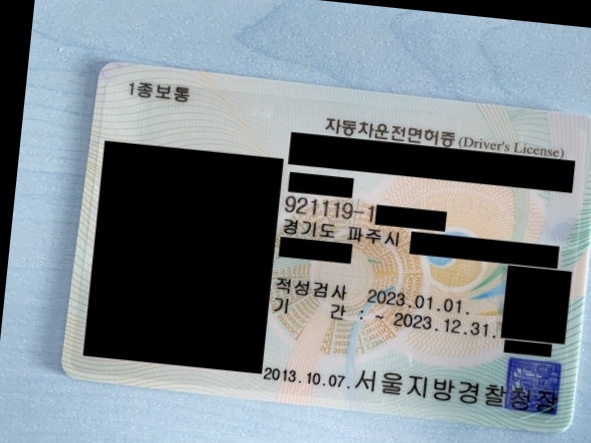 1종보통
자동차운전면허증 (Driver's License)
921119-1
경기도 파주시
적성검사 2023.01.01.
기 간 : ~ 2023.12.31.
2013.10.07. 서울지방경찰청장